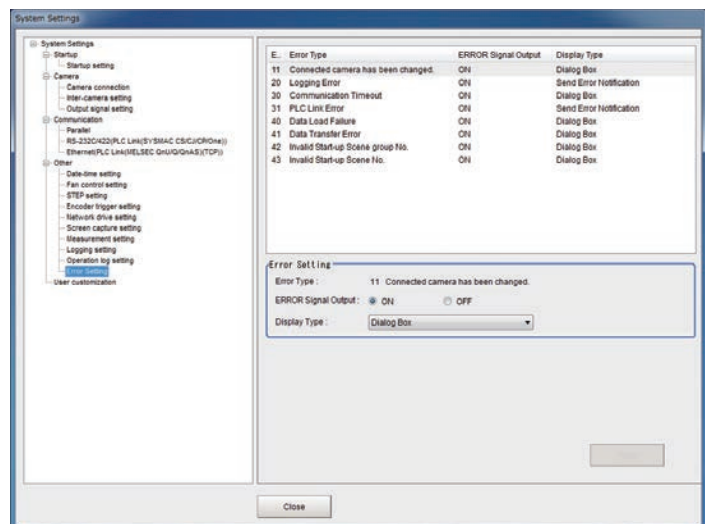 System Settings
System Settings
Startup
Startup setting
Camera
Camera connection
Inter-camera setting
Output signal setting
Communication
Parallel
RS-232C/422(PLC Link(SYSMAC CS/CJ/CP/One))
Ethernet(PLC Link(MELSEC QnU/Q/QnAS)(TCP))
Other
Date-time setting
Fan control setting
STEP setting
Encoder trigger setting
Network drive setting
Screen capture setting
Measurement setting
Logging setting
Operation log setting
Error Setting
User customization
E.. Error Type ERROR Signal Output Display Type
11 Connected camera has been changed. ON Dialog Box
20 Logging Error ON Send Error Notification
30 Communication Timeout ON Dialog Box
31 PLC Link Error ON Send Error Notification
40 Data Load Failure ON Dialog Box
41 Data Transfer Error ON Dialog Box
42 Invalid Start-up Scene group No. ON Dialog Box
43 Invalid Start-up Scene No. ON Dialog Box
Error Setting
Error Type : 11 Connected camera has been changed.
ERROR Signal Output : ON OFF
Display Type : Dialog Box
Close